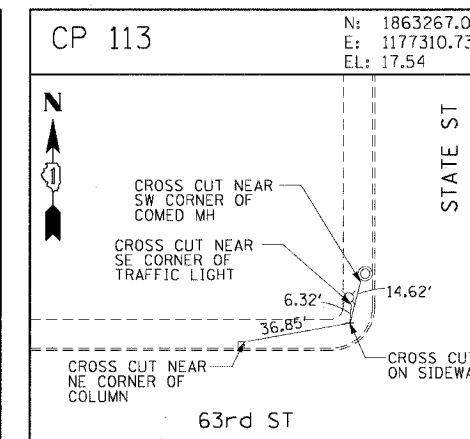 CP 113
N: 1863267.0
E: 1177310.73
EL: 17.54
N
1
STATE ST
CROSS CUT NEAR
SW CORNER OF
COMED MH
CROSS CUT NEAR
SE CORNER OF
TRAFFIC LIGHT
6.32'
14.62'
36.85'
CROSS CUT NEAR
NE CORNER OF
COLUMN
CROSS CU
ON SIDEWA
63rd ST